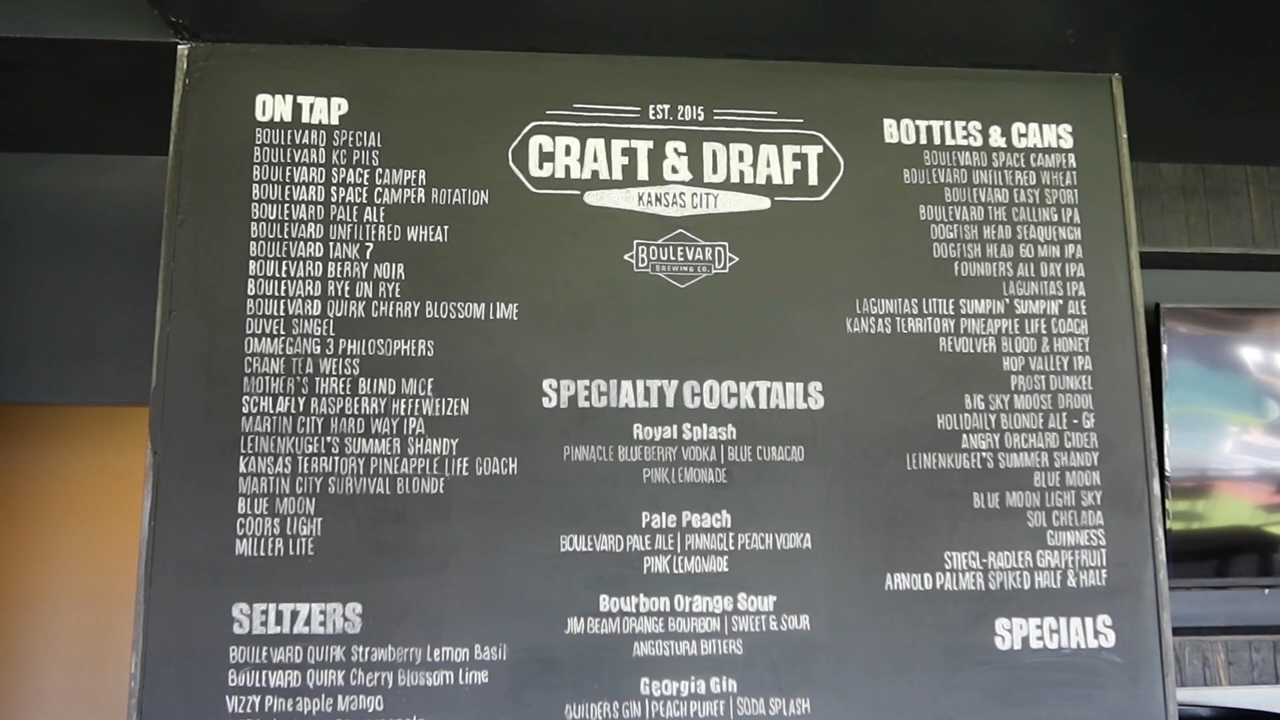 ON TAP
BOULEVARD SPECIAL
BOULEVARD KC PILS
BOULEVARD SPACE CAMPER
BOULEVARD SPACE CAMPER ROTATION
BOULEVARD PALE ALE
BOULEVARD UNFILTERED WHEAT
BOULEVARD TANK 7
BOULEVARD BERRY NOIR
BOULEVARD RYE ON RYE
BOULEVARD QUIRK CHERRY BLOSSOM LIME
DUVEL SINGEL
OMMEGANG 3 PHILOSOPHERS
CRANE TEA WEISS
MOTHER'S THREE BLIND MICE
SCHLAFLY RASPBERRY HEFEWEIZEN
MARTIN CITY HARD WAY IPA
LEINENKUGEL'S SUMMER SHANDY
KANSAS TERRITORY PINEAPPLE LIFE COACH
MARTIN CITY SURVIVAL BLONDE
BLUE MOON
COORS LIGHT
MILLER LITE
SELTZERS
BOULEVARD QUIRK Strawberry Lemon Basil
BOULEVARD QUIRK Cherry Blossom Lime
VIZZY Pineapple Mango
EST. 2015
CRAFT & DRAFT
KANSAS CITY
BOULEVARD
BREWING CO.
SPECIALTY COCKTAILS
Royal Splash
PINNACLE BLUEBERRY VODKA | BLUE CURACAO
PINK LEMONADE
Pale Peach
BOULEVARD PALE ALE | PINNACLE PEACH VODKA
PINK LEMONADE
Bourbon Orange Sour
JIM BEAM ORANGE BOURBON | SWEET & SOUR
ANGOSTURA BITTERS
Georgia Gin
BUILDERS GIN | PEACH PUREE | SODA SPLASH
BOTTLES & CANS
BOULEVARD SPACE CAMPER
BOULEVARD UNFILTERED WHEAT
BOULEVARD EASY SPORT
BOULEVARD THE CALLING IPA
DOGFISH HEAD SEAQUENCH
DOGFISH HEAD 60 MIN IPA
FOUNDERS ALL DAY IPA
LAGUNITAS IPA
LAGUNITAS LITTLE SUMPIN' SUMPIN' ALE
KANSAS TERRITORY PINEAPPLE LIFE COACH
REVOLVER BLOOD & HONEY
HOP VALLEY IPA
PROST DUNKEL
BIG SKY MOOSE DROOL
HOLIDAILY BLONDE ALE - GF
ANGRY ORCHARD CIDER
LEINENKUGEL'S SUMMER SHANDY
BLUE MOON
BLUE MOON LIGHT SKY
SOL CHELADA
GUINNESS
STIEGL-RADLER GRAPEFRUIT
ARNOLD PALMER SPIKED HALF & HALF
SPECIALS